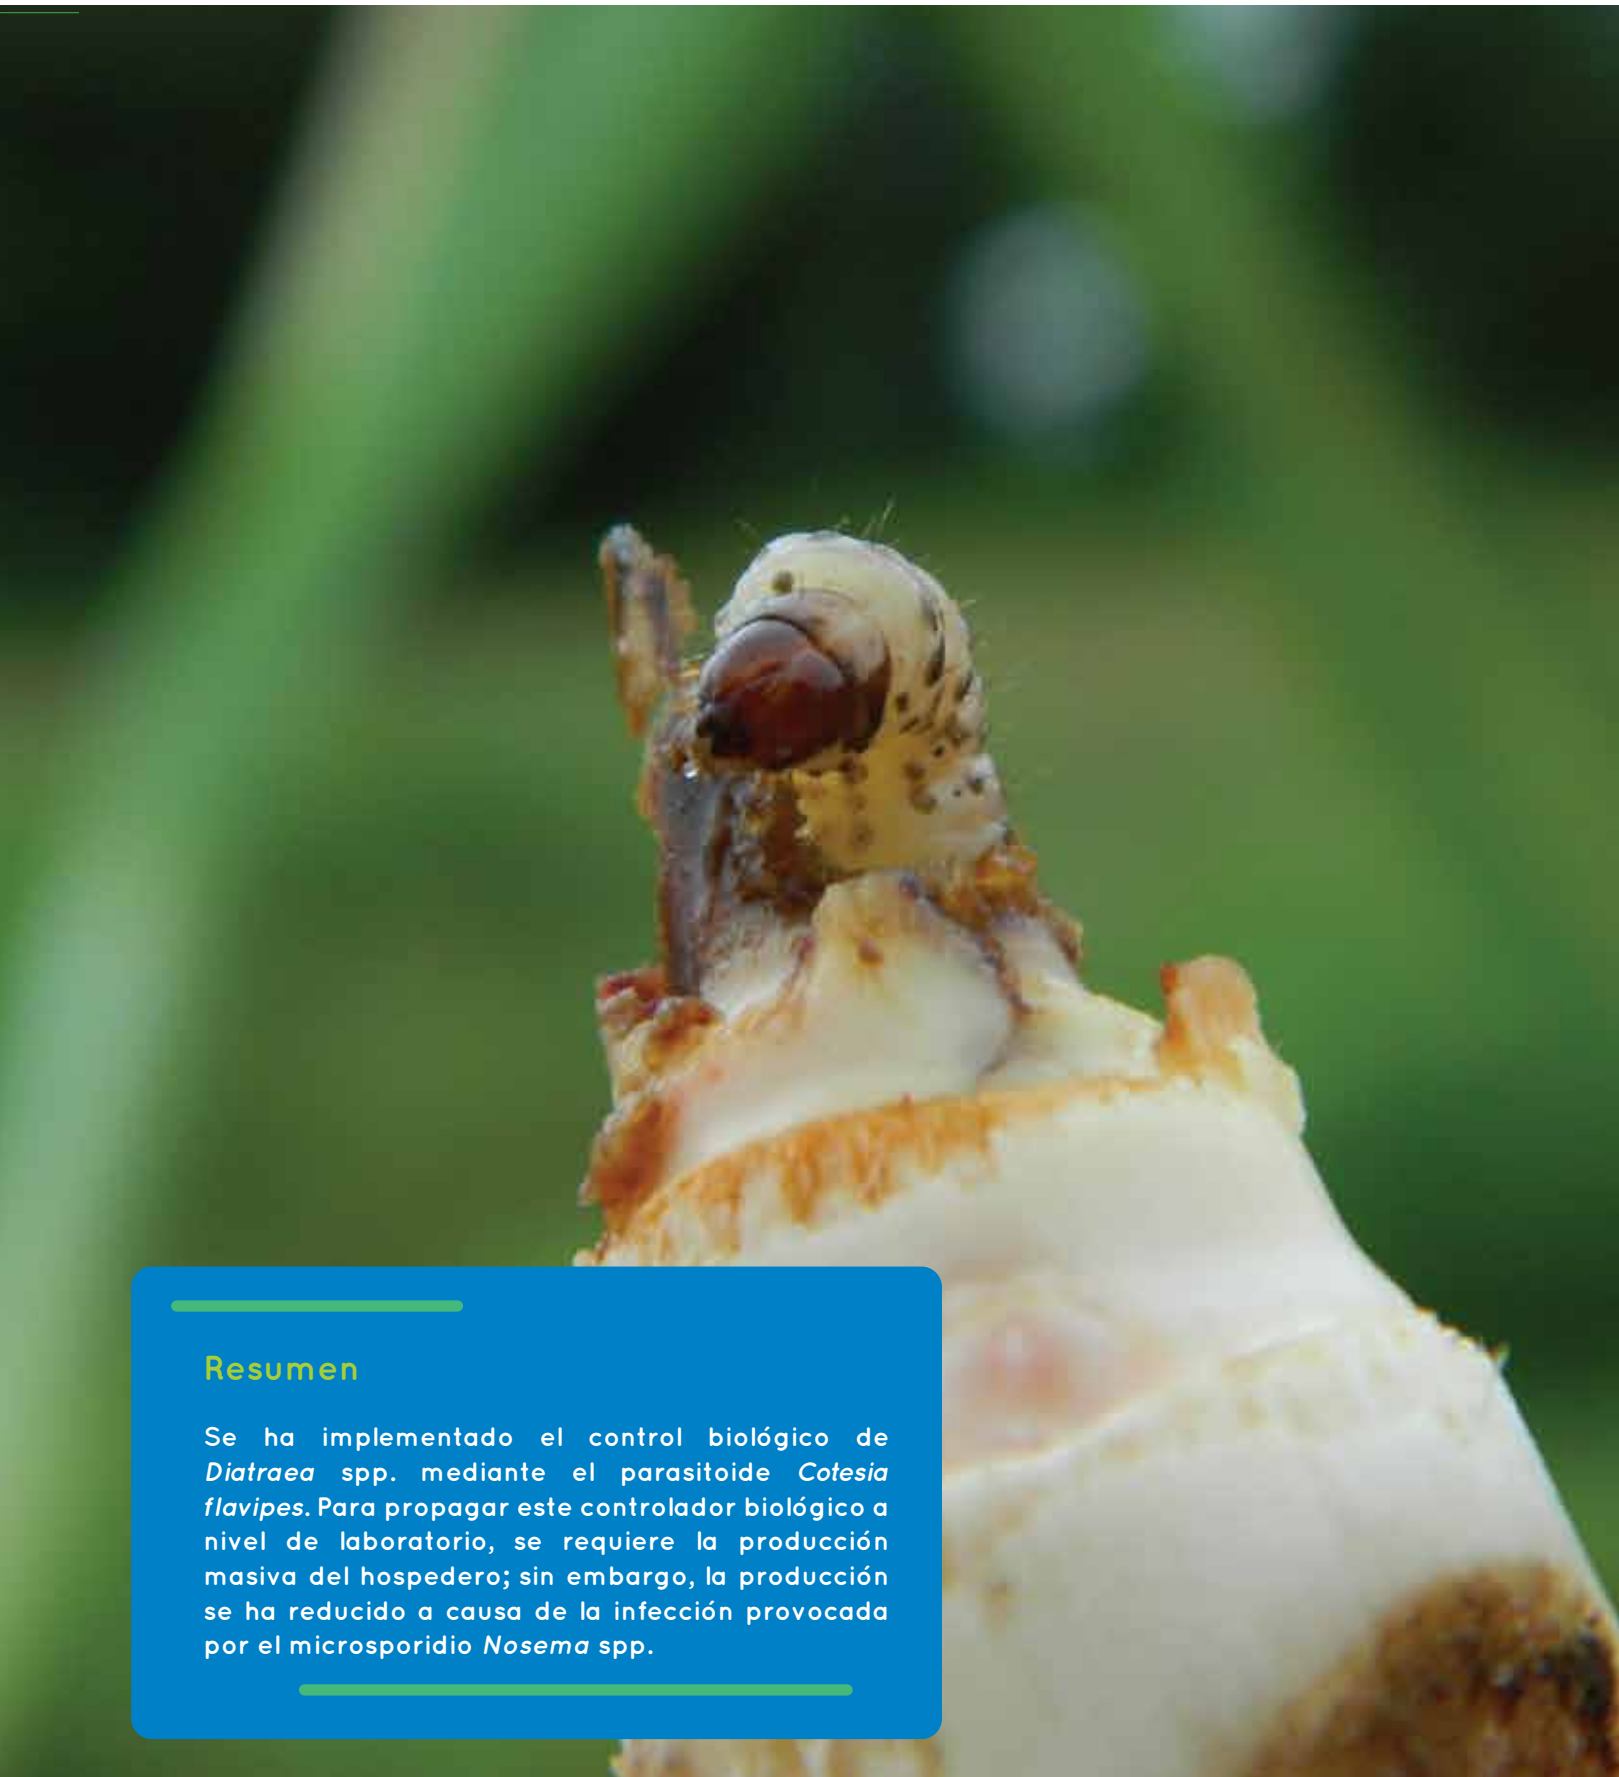 Resumen
Se ha implementado el control biológico de
Diatraea spp. mediante el parasitoide Cotesia
flavipes. Para propagar este controlador biológico a
nivel de laboratorio, se requiere la producción
masiva del hospedero; sin embargo, la producción
se ha reducido a causa de la infección provocada
por el microsporidio Nosema spp.